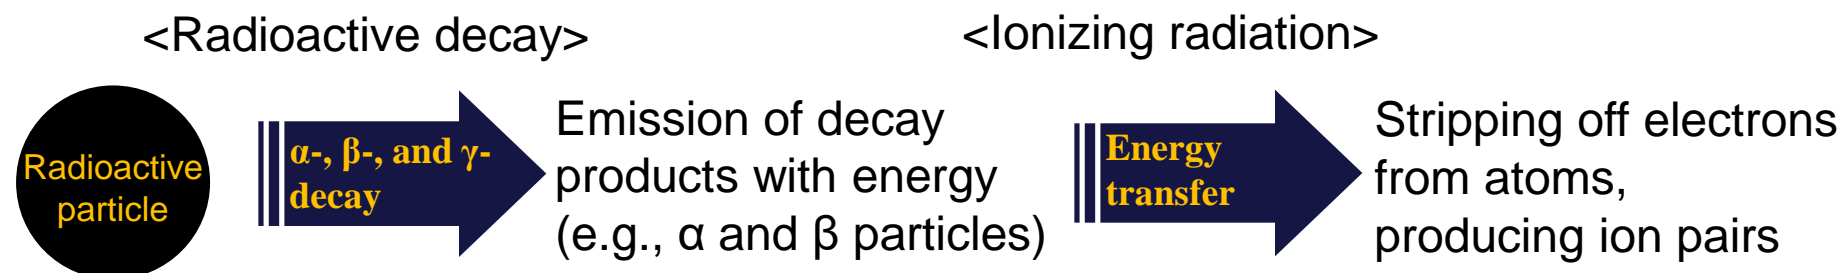 <Radioactive decay>
<Ionizing radiation>
Radioactive
particle
α-, β-, and γ-
decay
Emission of decay
products with energy
(e.g., α and β particles)
Energy
transfer
Stripping off electrons
from atoms,
producing ion pairs